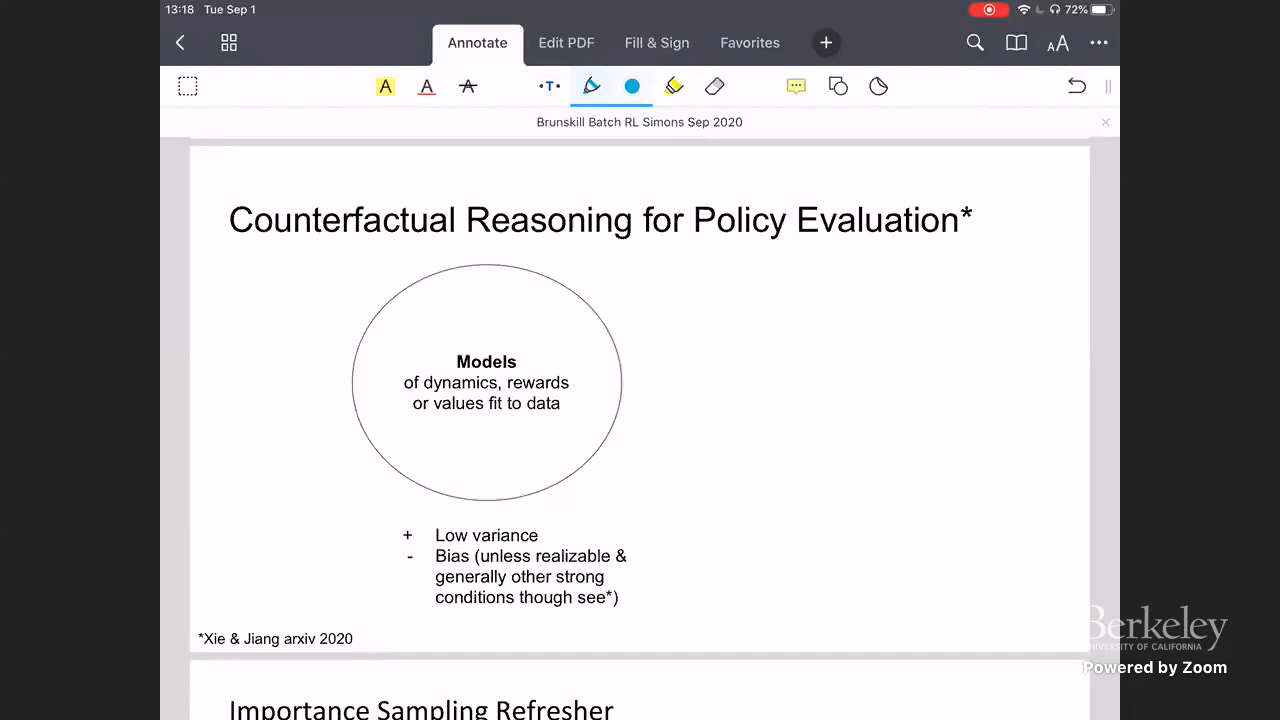 13:18 Tue Sep 1
72%
Annotate Edit PDF Fill & Sign Favorites
AA
A A A T
Brunskill Batch RL Simons Sep 2020
Counterfactual Reasoning for Policy Evaluation*
Models
of dynamics, rewards
or values fit to data
+ Low variance
- Bias (unless realizable &
generally other strong
conditions though see*)
*Xie & Jiang arxiv 2020
Berkeley
UNIVERSITY OF CALIFORNIA
Powered by Zoom
Importance Sampling Refresher